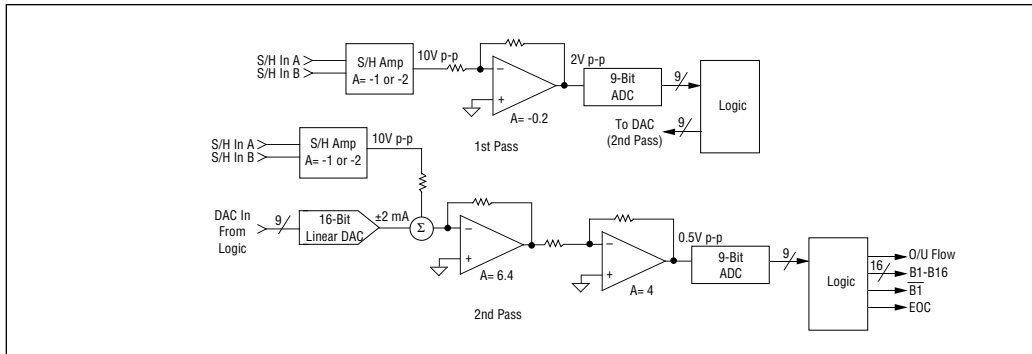 S/H In A
S/H In B
S/H Amp
A= -1 or -2
10V p-p
−
+
A= -0.2
2V p-p
9-Bit
ADC
9
Logic
To DAC
(2nd Pass)
9
1st Pass
S/H In A
S/H In B
S/H Amp
A= -1 or -2
10V p-p
DAC In
From
Logic
9
16-Bit
Linear DAC
±2 mA
Σ
−
+
A= 6.4
−
+
A= 4
0.5V p-p
9-Bit
ADC
9
Logic
O/U Flow
16
B1-B16
B1
EOC
2nd Pass